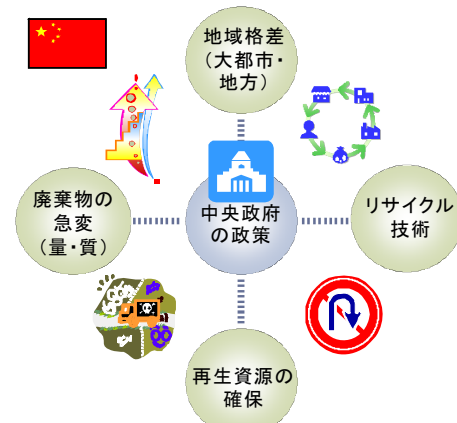 地域格差
(大都市・
地方)
廃棄物の
急変
(量・質)
中央政府
の政策
リサイクル
技術
再生資源の
確保